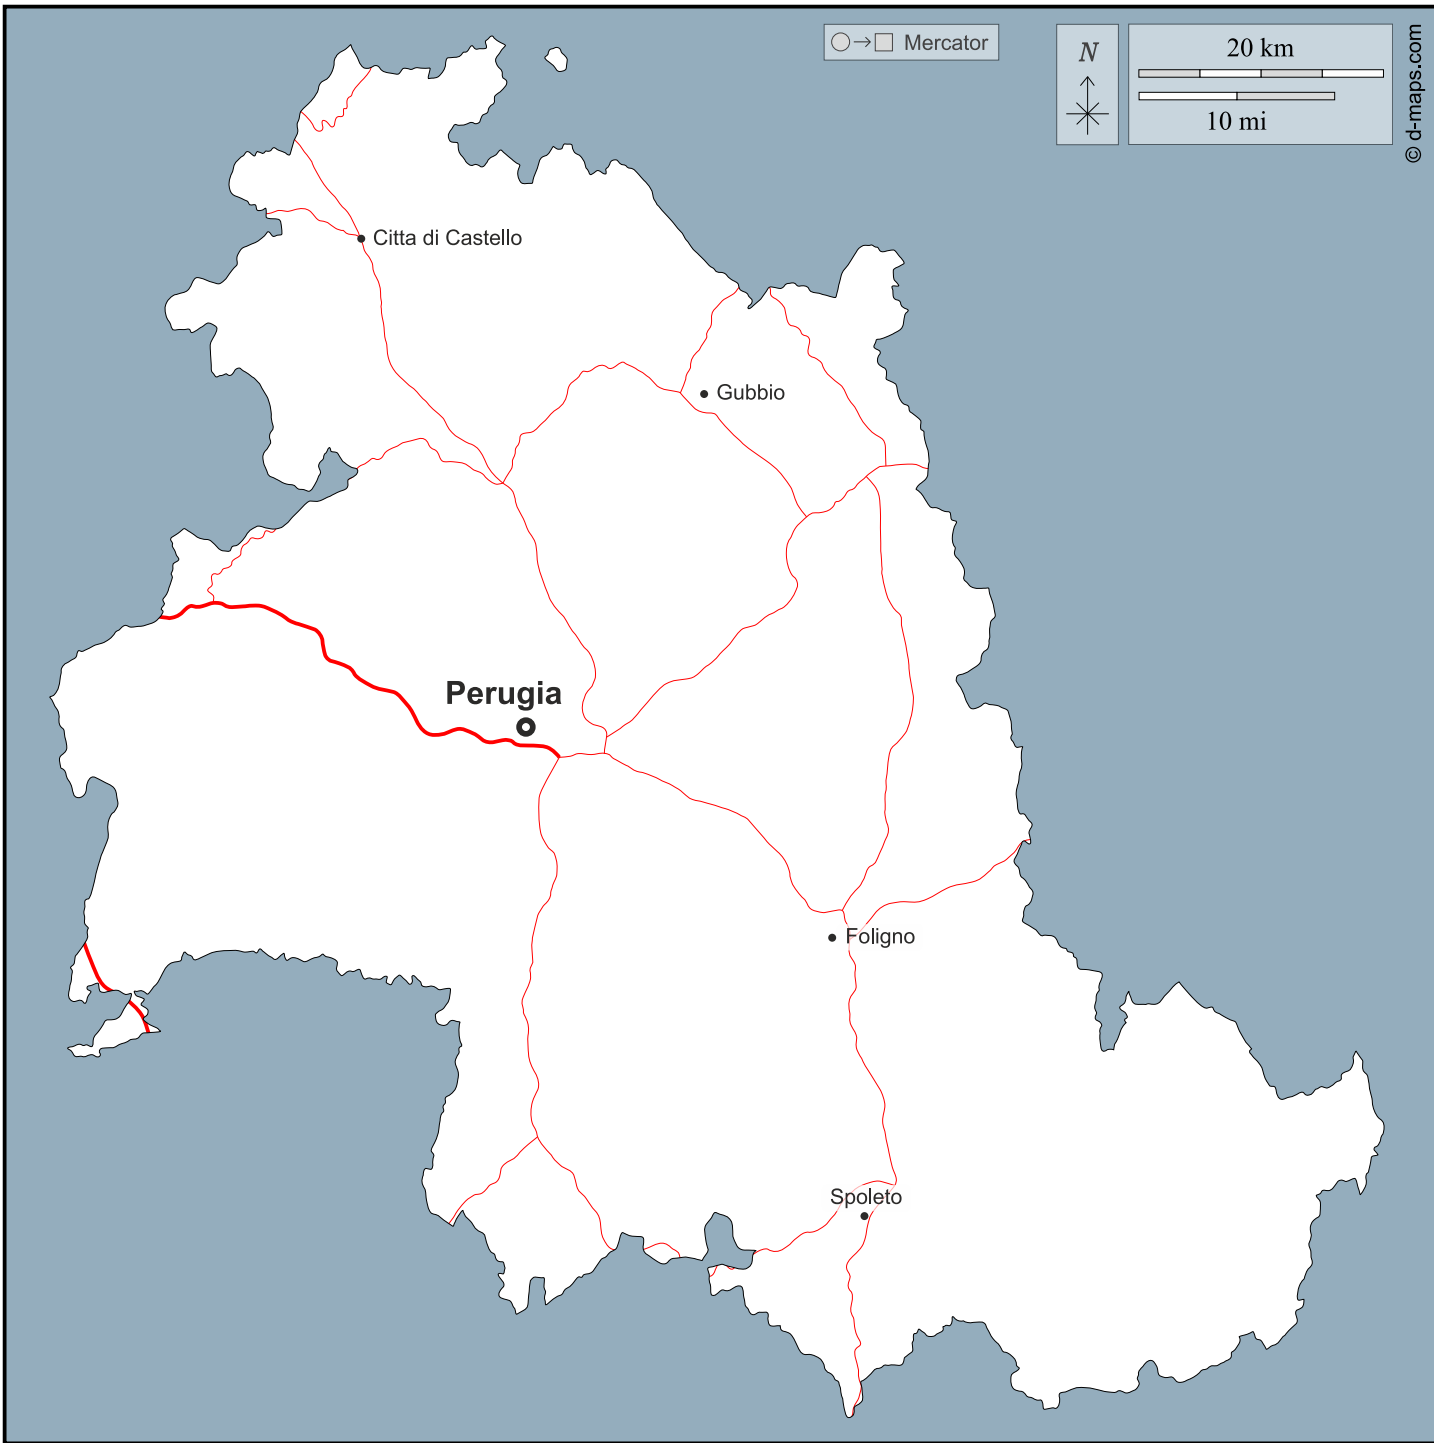 Mercator
N
20 km
10 mi
© d-maps.com
Citta di Castello
Gubbio
Perugia
Foligno
Spoleto